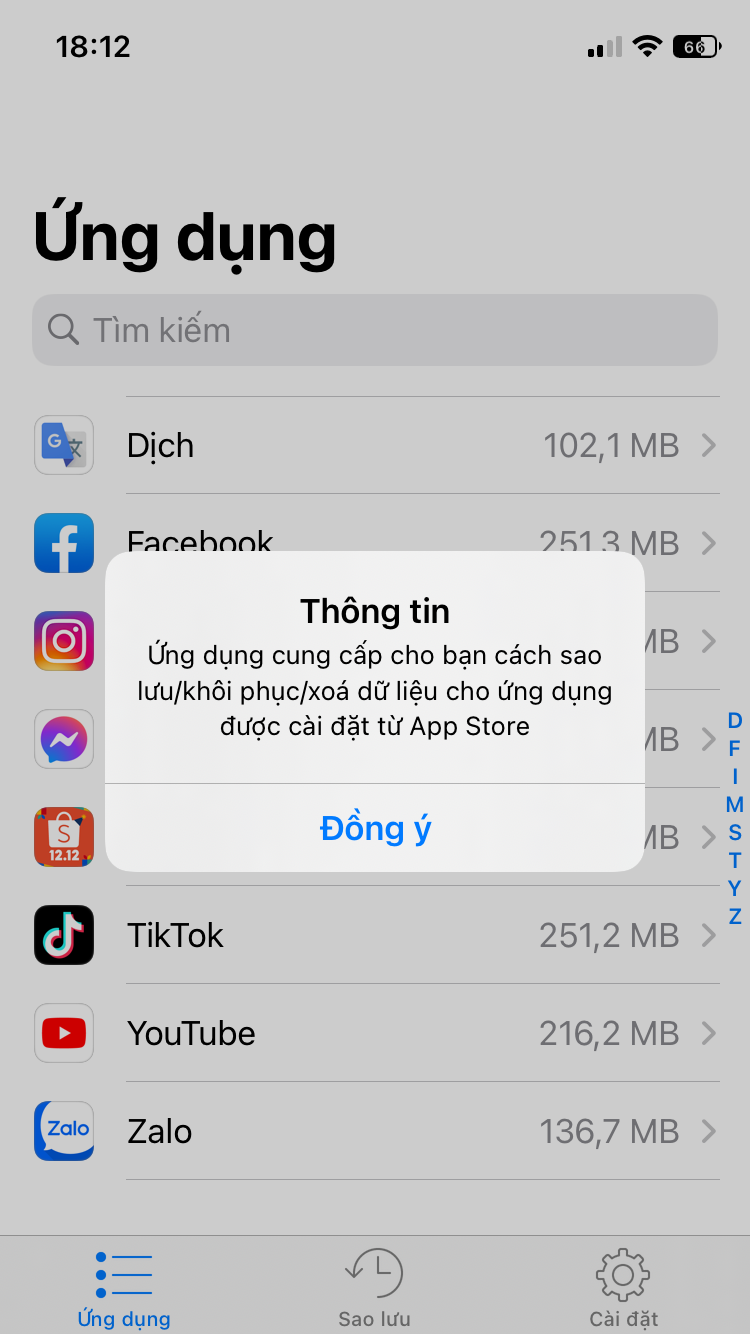 18:12
66
Ứng dụng
Tìm kiếm
Dịch 102,1 MB
Facebook 251,3 MB
MB
MB
MB
Thông tin
Ứng dụng cung cấp cho bạn cách sao
lưu/khôi phục/xoá dữ liệu cho ứng dụng
được cài đặt từ App Store
Đồng ý
S
12.12
TikTok 251,2 MB
YouTube 216,2 MB
Zalo
Zalo 136,7 MB
D
F
I
M
S
T
Y
Z
Ứng dụng
Sao lưu
Cài đặt